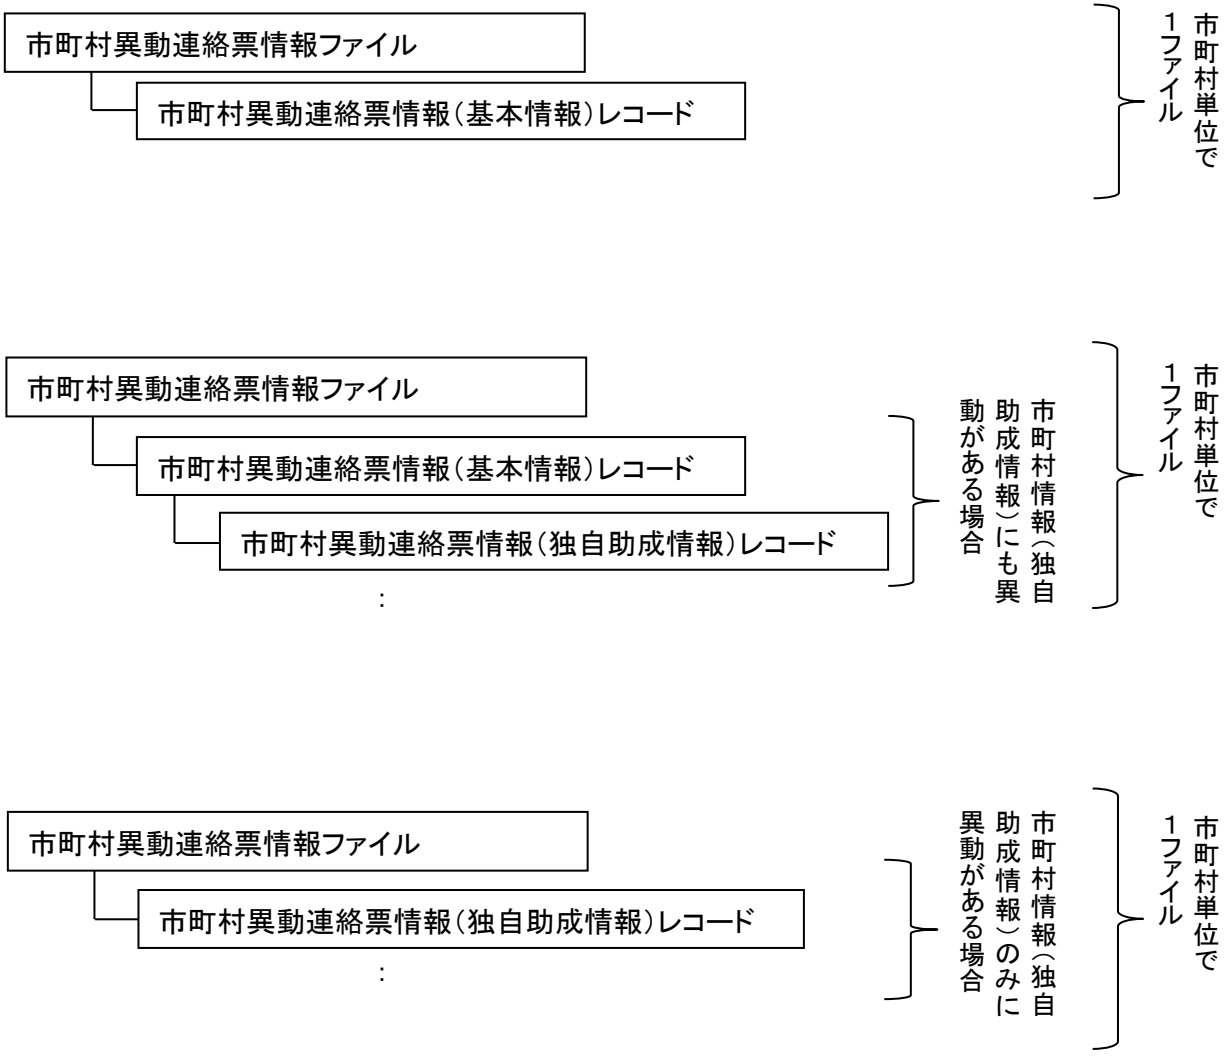 市町村異動連絡票情報ファイル
市町村異動連絡票情報（基本情報）レコード
市町村単位で
１ファイル
市町村異動連絡票情報ファイル
市町村異動連絡票情報（基本情報）レコード
市町村異動連絡票情報（独自助成情報）レコード
：
市町村情報（独自
助成情報）にも異
動がある場合
市町村単位で
１ファイル
市町村異動連絡票情報ファイル
市町村異動連絡票情報（独自助成情報）レコード
：
市町村情報（独自
助成情報）のみに
異動がある場合
市町村単位で
１ファイル